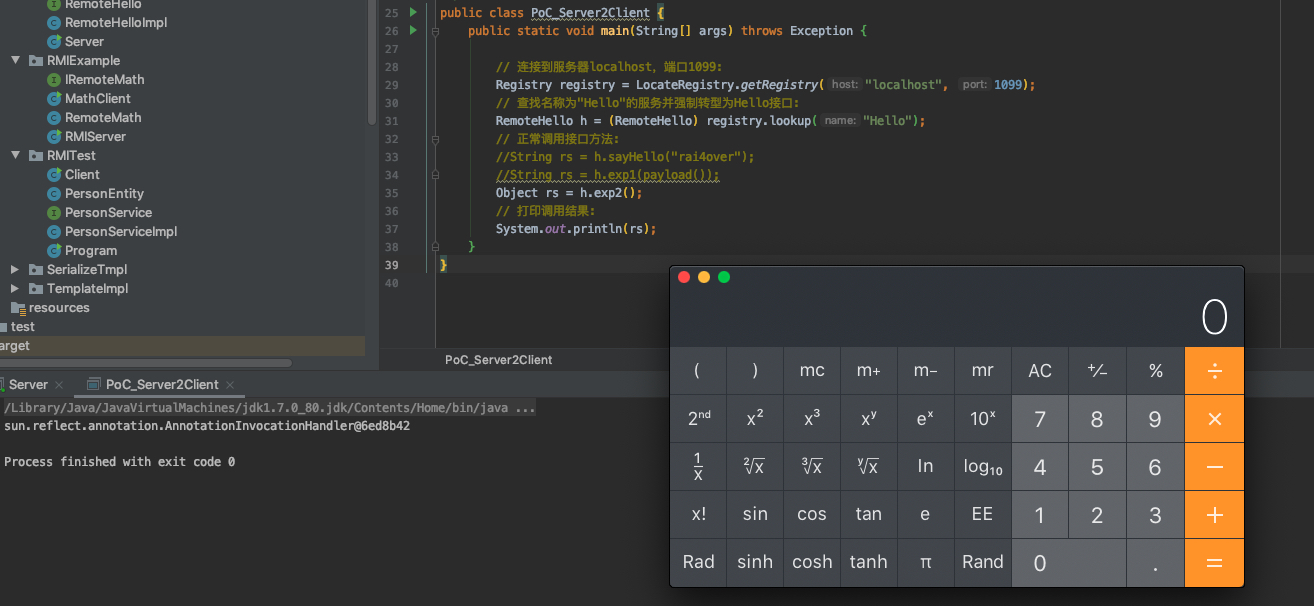 RemoteHello
RemoteHelloImpl
Server
RMIExample
IRemoteMath
MathClient
RemoteMath
RMIServer
RMITest
Client
PersonEntity
PersonService
PersonServiceImpl
Program
SerializeTmpl
TemplateImpl
resources
test
arget
25 public class PoC_Server2Client {
26 public static void main(String[] args) throws Exception {
27
28 // 连接到服务器localhost，端口1099:
29 Registry registry = LocateRegistry.getRegistry( host: "localhost", port: 1099);
30 // 查找名称为"Hello"的服务并强制转型为Hello接口:
31 RemoteHello h = (RemoteHello) registry.lookup( name: "Hello");
32 // 正常调用接口方法:
33 //String rs = h.sayHello("rai4over");
34 //String rs = h.exp1(payload());
35 Object rs = h.exp2();
36 // 打印调用结果:
37 System.out.println(rs);
38 }
39 }
40
PoC_Server2Client
Server × PoC_Server2Client ×
/Library/Java/JavaVirtualMachines/jdk1.7.0_80.jdk/Contents/Home/bin/java ...
sun.reflect.annotation.AnnotationInvocationHandler@6ed8b42
Process finished with exit code 0
0
( ) mc m+ m− mr AC +/− % ÷
2nd x² x³ xʸ eˣ 10ˣ 7 8 9 ×
1/x ²√x ³√x ʸ√x ln log₁₀ 4 5 6 −
x! sin cos tan e EE 1 2 3 +
Rad sinh cosh tanh π Rand 0 . =